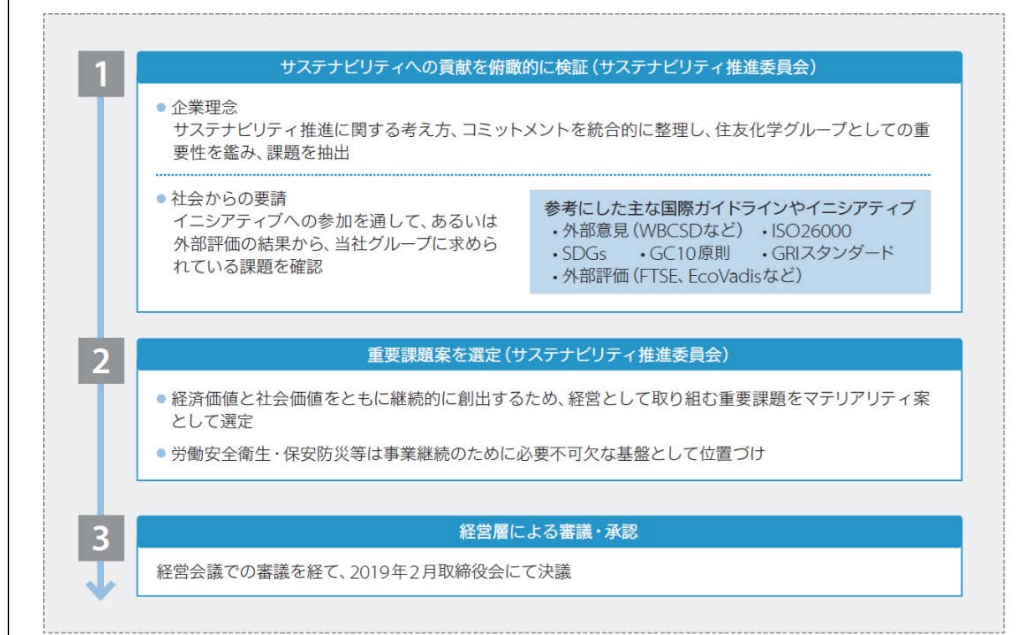 1
サステナビリティへの貢献を俯瞰的に検証（サステナビリティ推進委員会）
● 企業理念
サステナビリティ推進に関する考え方、コミットメントを統合的に整理し、住友化学グループとしての重
要性を鑑み、課題を抽出
● 社会からの要請
イニシアティブへの参加を通して、あるいは
外部評価の結果から、当社グループに求めら
れている課題を確認
参考にした主な国際ガイドラインやイニシアティブ
・外部意見（WBCSDなど） ・ISO26000
・SDGs ・GC10原則 ・GRIスタンダード
・外部評価（FTSE、EcoVadisなど）
2
重要課題案を選定（サステナビリティ推進委員会）
● 経済価値と社会価値をともに継続的に創出するため、経営として取り組む重要課題をマテリアリティ案
として選定
● 労働安全衛生・保安防災等は事業継続のために必要不可欠な基盤として位置づけ
3
経営層による審議・承認
経営会議での審議を経て、2019年2月取締役会にて決議